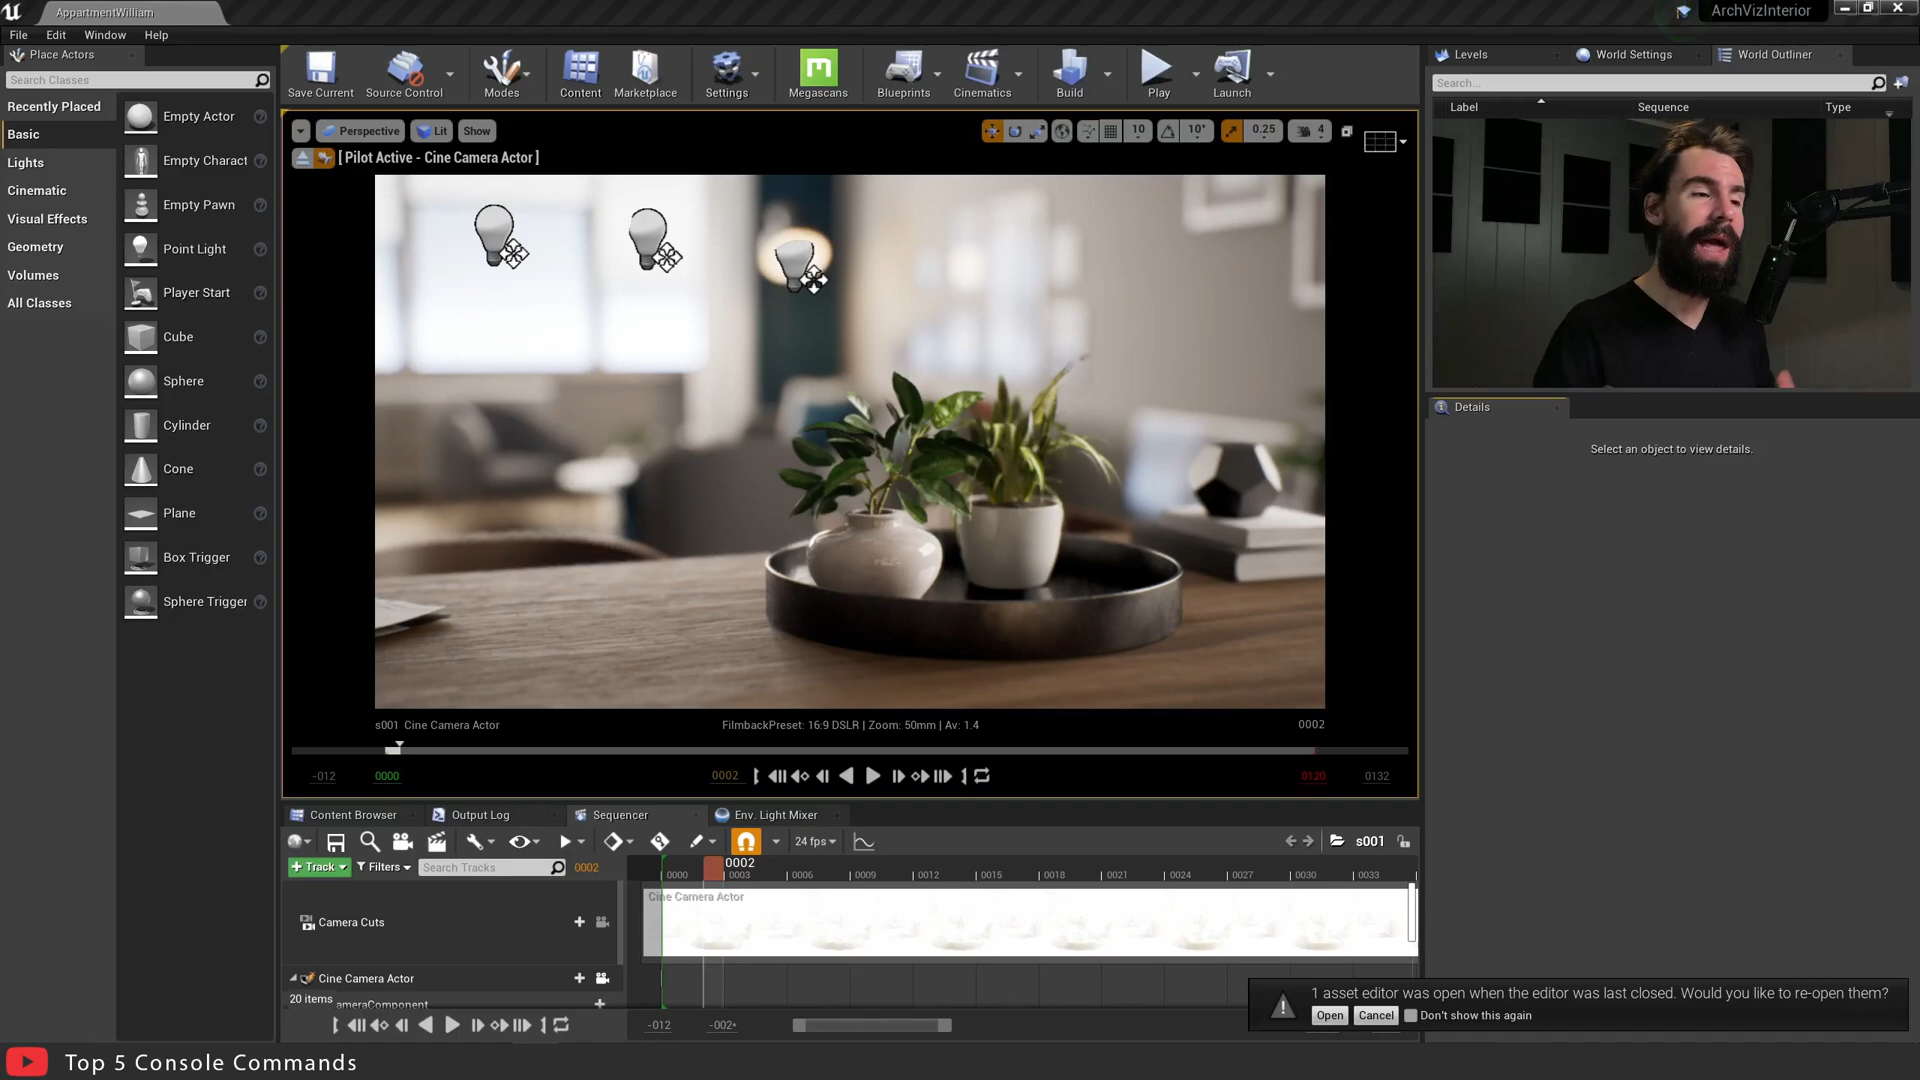 AppartmentWilliam
ArchVizInterior
File Edit Window Help
Place Actors
Search Classes
Recently Placed
Basic
Lights
Cinematic
Visual Effects
Geometry
Volumes
All Classes
Empty Actor
Empty Charact
Empty Pawn
Point Light
Player Start
Cube
Sphere
Cylinder
Cone
Plane
Box Trigger
Sphere Trigger
Save Current
Source Control
Modes
Content
Marketplace
Settings
Megascans
Blueprints
Cinematics
Build
Play
Launch
Perspective Lit Show
10 10° 0.25 4
[ Pilot Active - Cine Camera Actor ]
s001 Cine Camera Actor
FilmbackPreset: 16:9 DSLR | Zoom: 50mm | Av: 1.4
0002
-012 0000 0002 0120 0132
Levels World Settings World Outliner
Search...
Label Sequence Type
Details
Select an object to view details.
Content Browser Output Log Sequencer Env. Light Mixer
24 fps s001
+ Track Filters Search Tracks 0002
0002
0000 0003 0006 0009 0012 0015 0018 0021 0024 0027 0030 0033
Cine Camera Actor
Camera Cuts
Cine Camera Actor
20 items
ameraComponent
-012 -002*
1 asset editor was open when the editor was last closed. Would you like to re-open them?
Open Cancel Don't show this again
Top 5 Console Commands